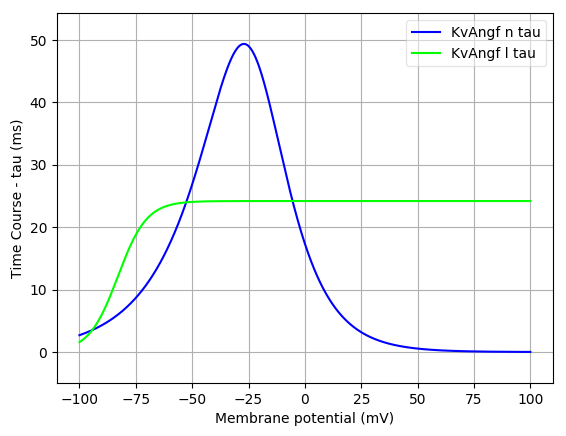 KvAngf n tau
KvAngf l tau
50
40
30
20
10
0
Time Course - tau (ms)
−100 −75 −50 −25 0 25 50 75 100
Membrane potential (mV)